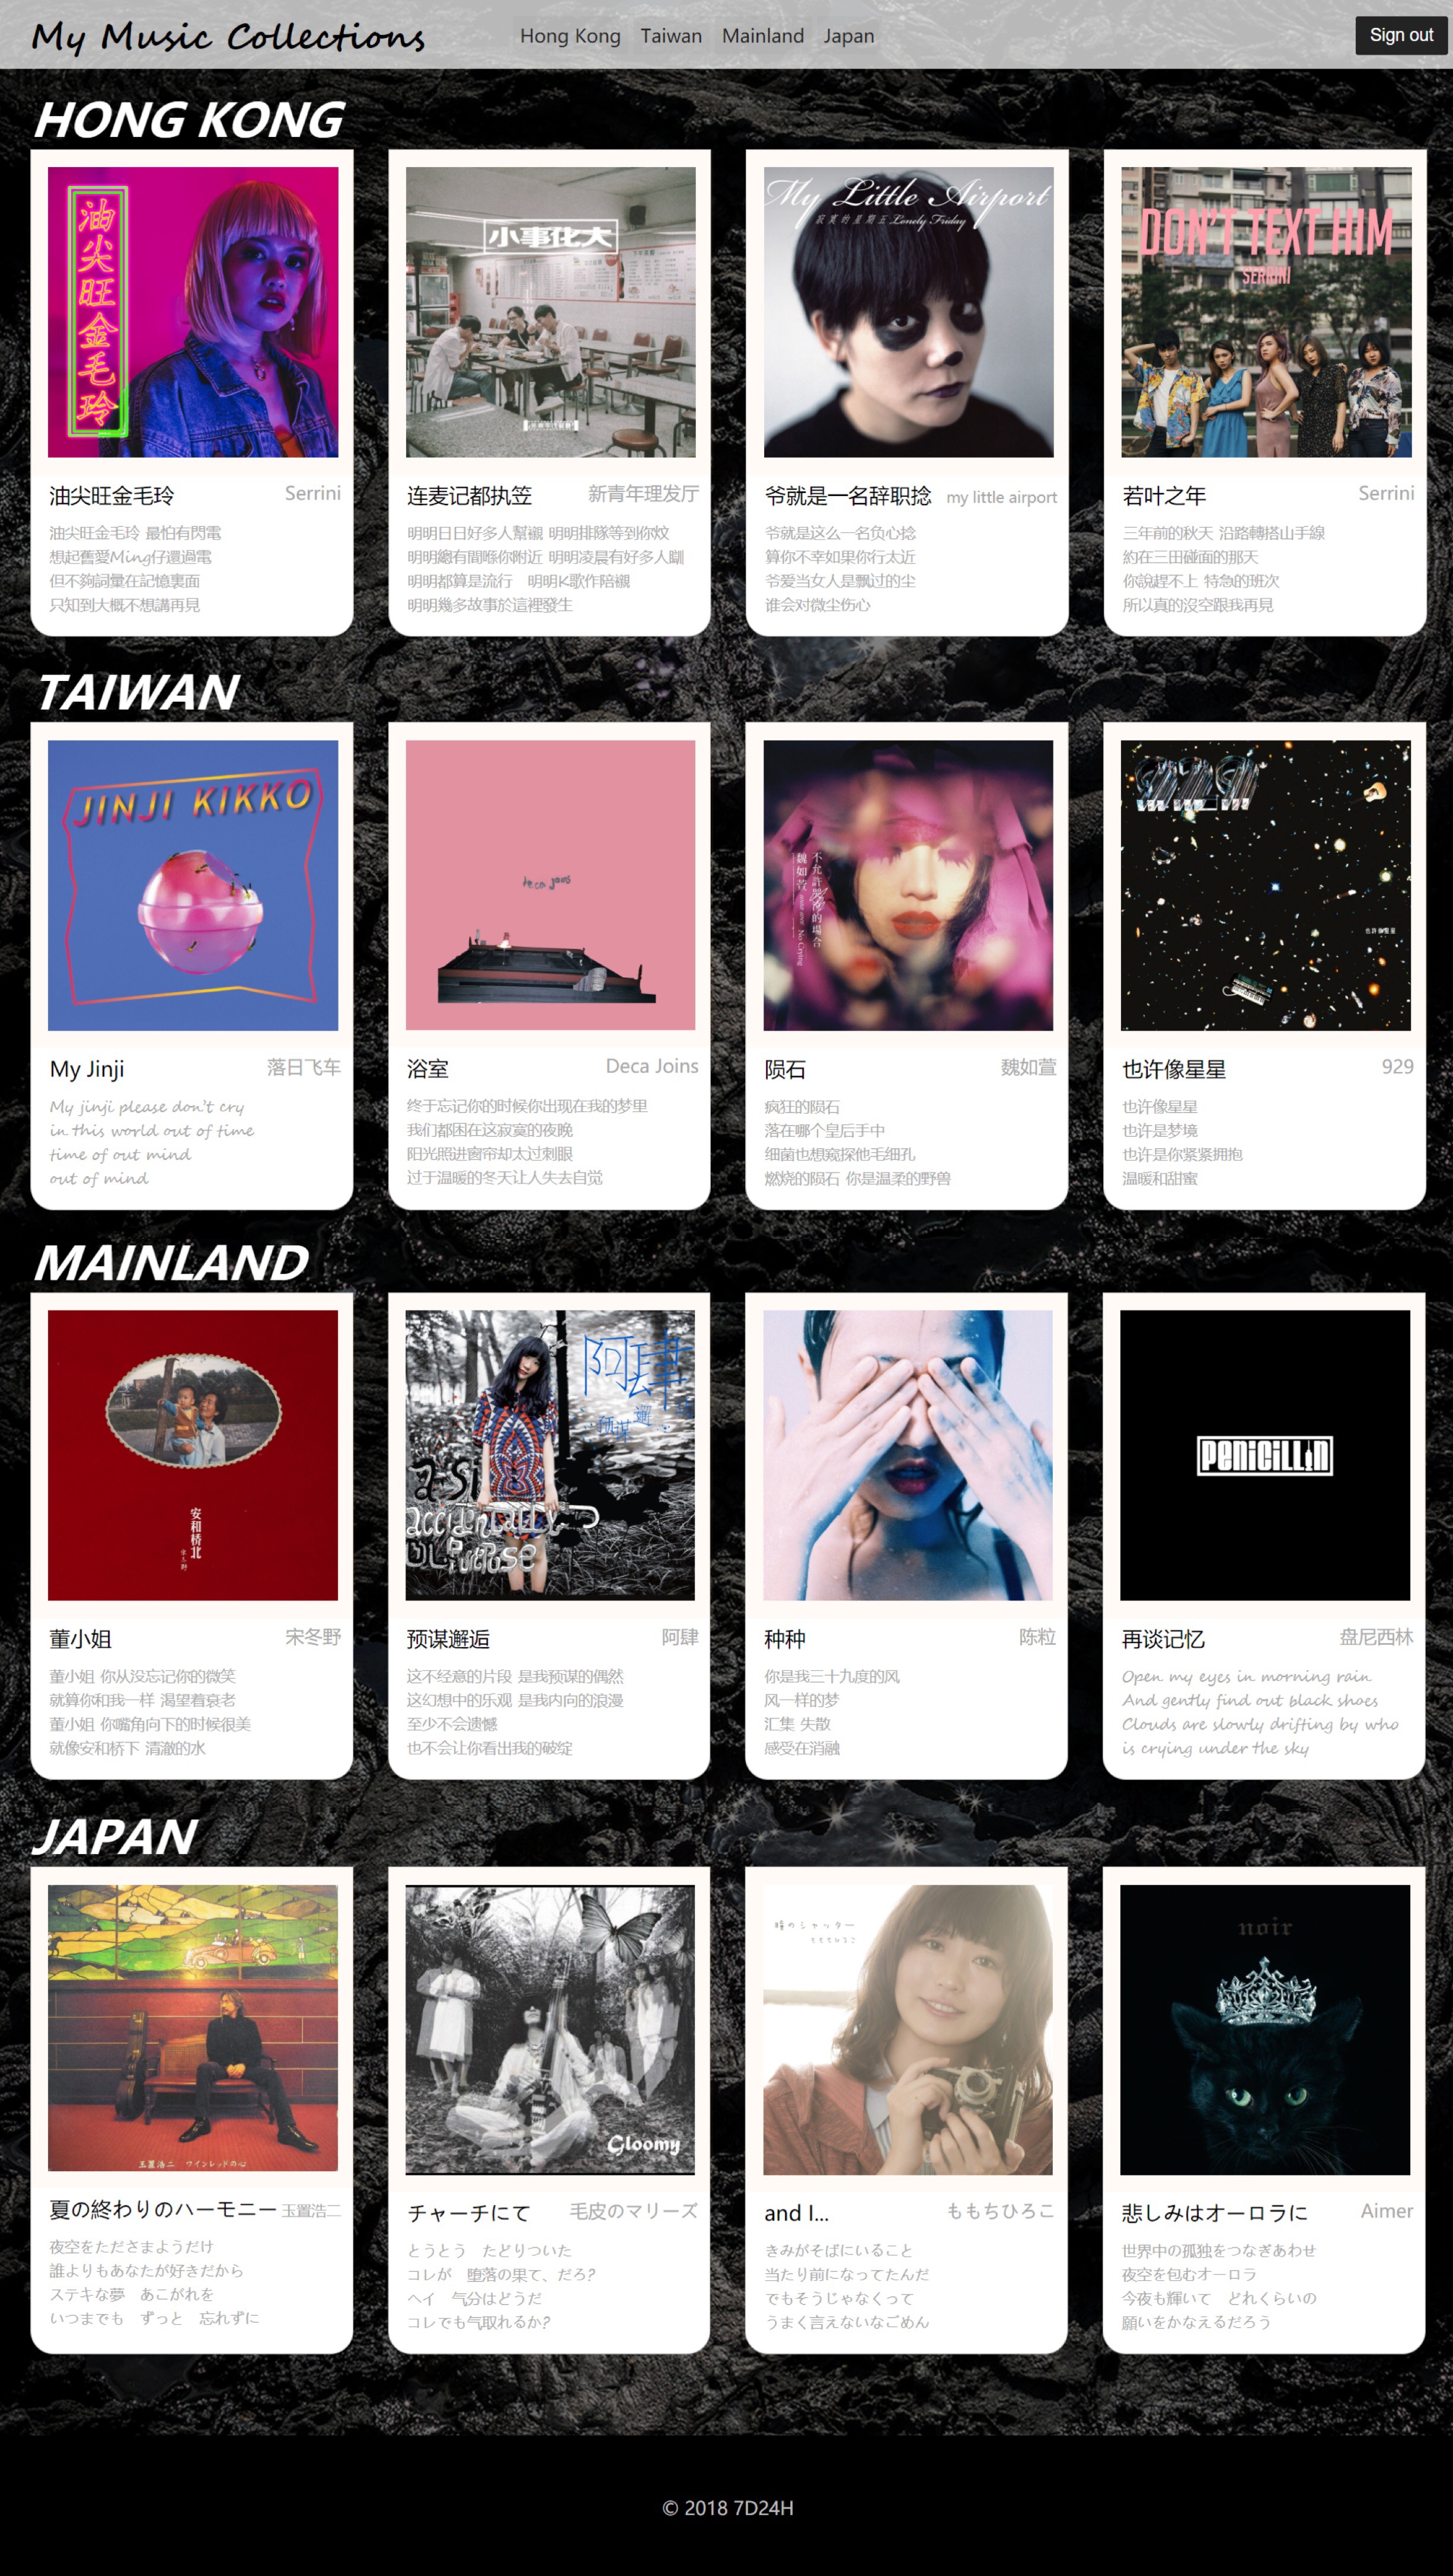 My Music Collections
Hong Kong Taiwan Mainland Japan
Sign out
HONG KONG
油尖旺金毛玲
油尖旺金毛玲 Serrini
油尖旺金毛玲 最怕有閃電
想起舊愛Ming仔還過電
但不夠詞彙在記憶裏面
只知到大概不想講再見
小事化大
连麦记都执笠 新青年理发厅
明明日日好多人幫襯 明明排隊等到你炆
明明總有間喺你附近 明明凌晨有好多人瞓
明明都算是流行 明明K歌作陪襯
明明幾多故事於這裡發生
My Little Airport
寂寞的星期五 Lonely Friday
爷就是一名辞职捻 my little airport
爷就是这么一名负心捻
算你不幸如果你行太近
爷爱当女人是飘过的尘
谁会对微尘伤心
DON'T TEXT HIM
SERRINI
若叶之年 Serrini
三年前的秋天 沿路轉搭山手線
約在三田碰面的那天
你說趕不上 特急的班次
所以真的沒空跟我再見
TAIWAN
JINJI KIKKO
My Jinji 落日飞车
My jinji please don't cry
in this world out of time
time of out mind
out of mind
deca joins
浴室 Deca Joins
终于忘记你的时候你出现在我的梦里
我们都困在这寂寞的夜晚
阳光照进窗帘却太过刺眼
过于温暖的冬天让人失去自觉
不允許哭泣的場合
魏如萱
No Crying
陨石 魏如萱
疯狂的陨石
落在哪个皇后手中
细菌也想窥探他毛细孔
燃烧的陨石 你是温柔的野兽
929
也許像星星
也许像星星 929
也许像星星
也许是梦境
也许是你紧紧拥抱
温暖和甜蜜
MAINLAND
安和桥北
宋冬野
董小姐 宋冬野
董小姐 你从没忘记你的微笑
就算你和我一样 渴望着衰老
董小姐 你嘴角向下的时候很美
就像安和桥下 清澈的水
阿肆
预谋邂逅
a-si
accidentally
on Purpose
预谋邂逅 阿肆
这不经意的片段 是我预谋的偶然
这幻想中的乐观 是我内向的浪漫
至少不会遗憾
也不会让你看出我的破绽
种种 陈粒
你是我三十九度的风
风一样的梦
汇集 失散
感受在消融
PENICILLIN
再谈记忆 盘尼西林
Open my eyes in morning rain
And gently find out black shoes
Clouds are slowly drifting by who
is crying under the sky
JAPAN
玉置浩二 ワインレッドの心
夏の終わりのハーモニー 玉置浩二
夜空をただささまようだけ
誰よりもあなたが好きだから
ステキな夢 あこがれを
いつまでも ずっと 忘れずに
Gloomy
チャーチにて 毛皮のマリーズ
とうとう たどりついた
コレが 堕落の果て、だろ?
ヘイ 気分はどうだ
コレでも気取れるか?
瞳のシャッター
ももちひろこ
and I... ももちひろこ
きみがそばにいること
当たり前になってたんだ
でもそうじゃなくって
うまく言えないなごめん
noir
悲しみはオーロラに Aimer
世界中の孤独をつなぎあわせ
夜空を包むオーロラ
今夜も輝いて どれくらいの
願いをかなえるだろう
© 2018 7D24H